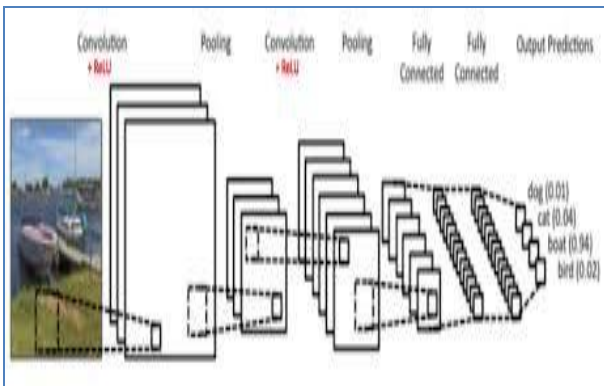 Convolution
+ ReLU
Pooling
Convolution
+ ReLU
Pooling
Fully
Connected
Fully
Connected
Output Predictions
dog (0.01)
cat (0.04)
boat (0.94)
bird (0.02)